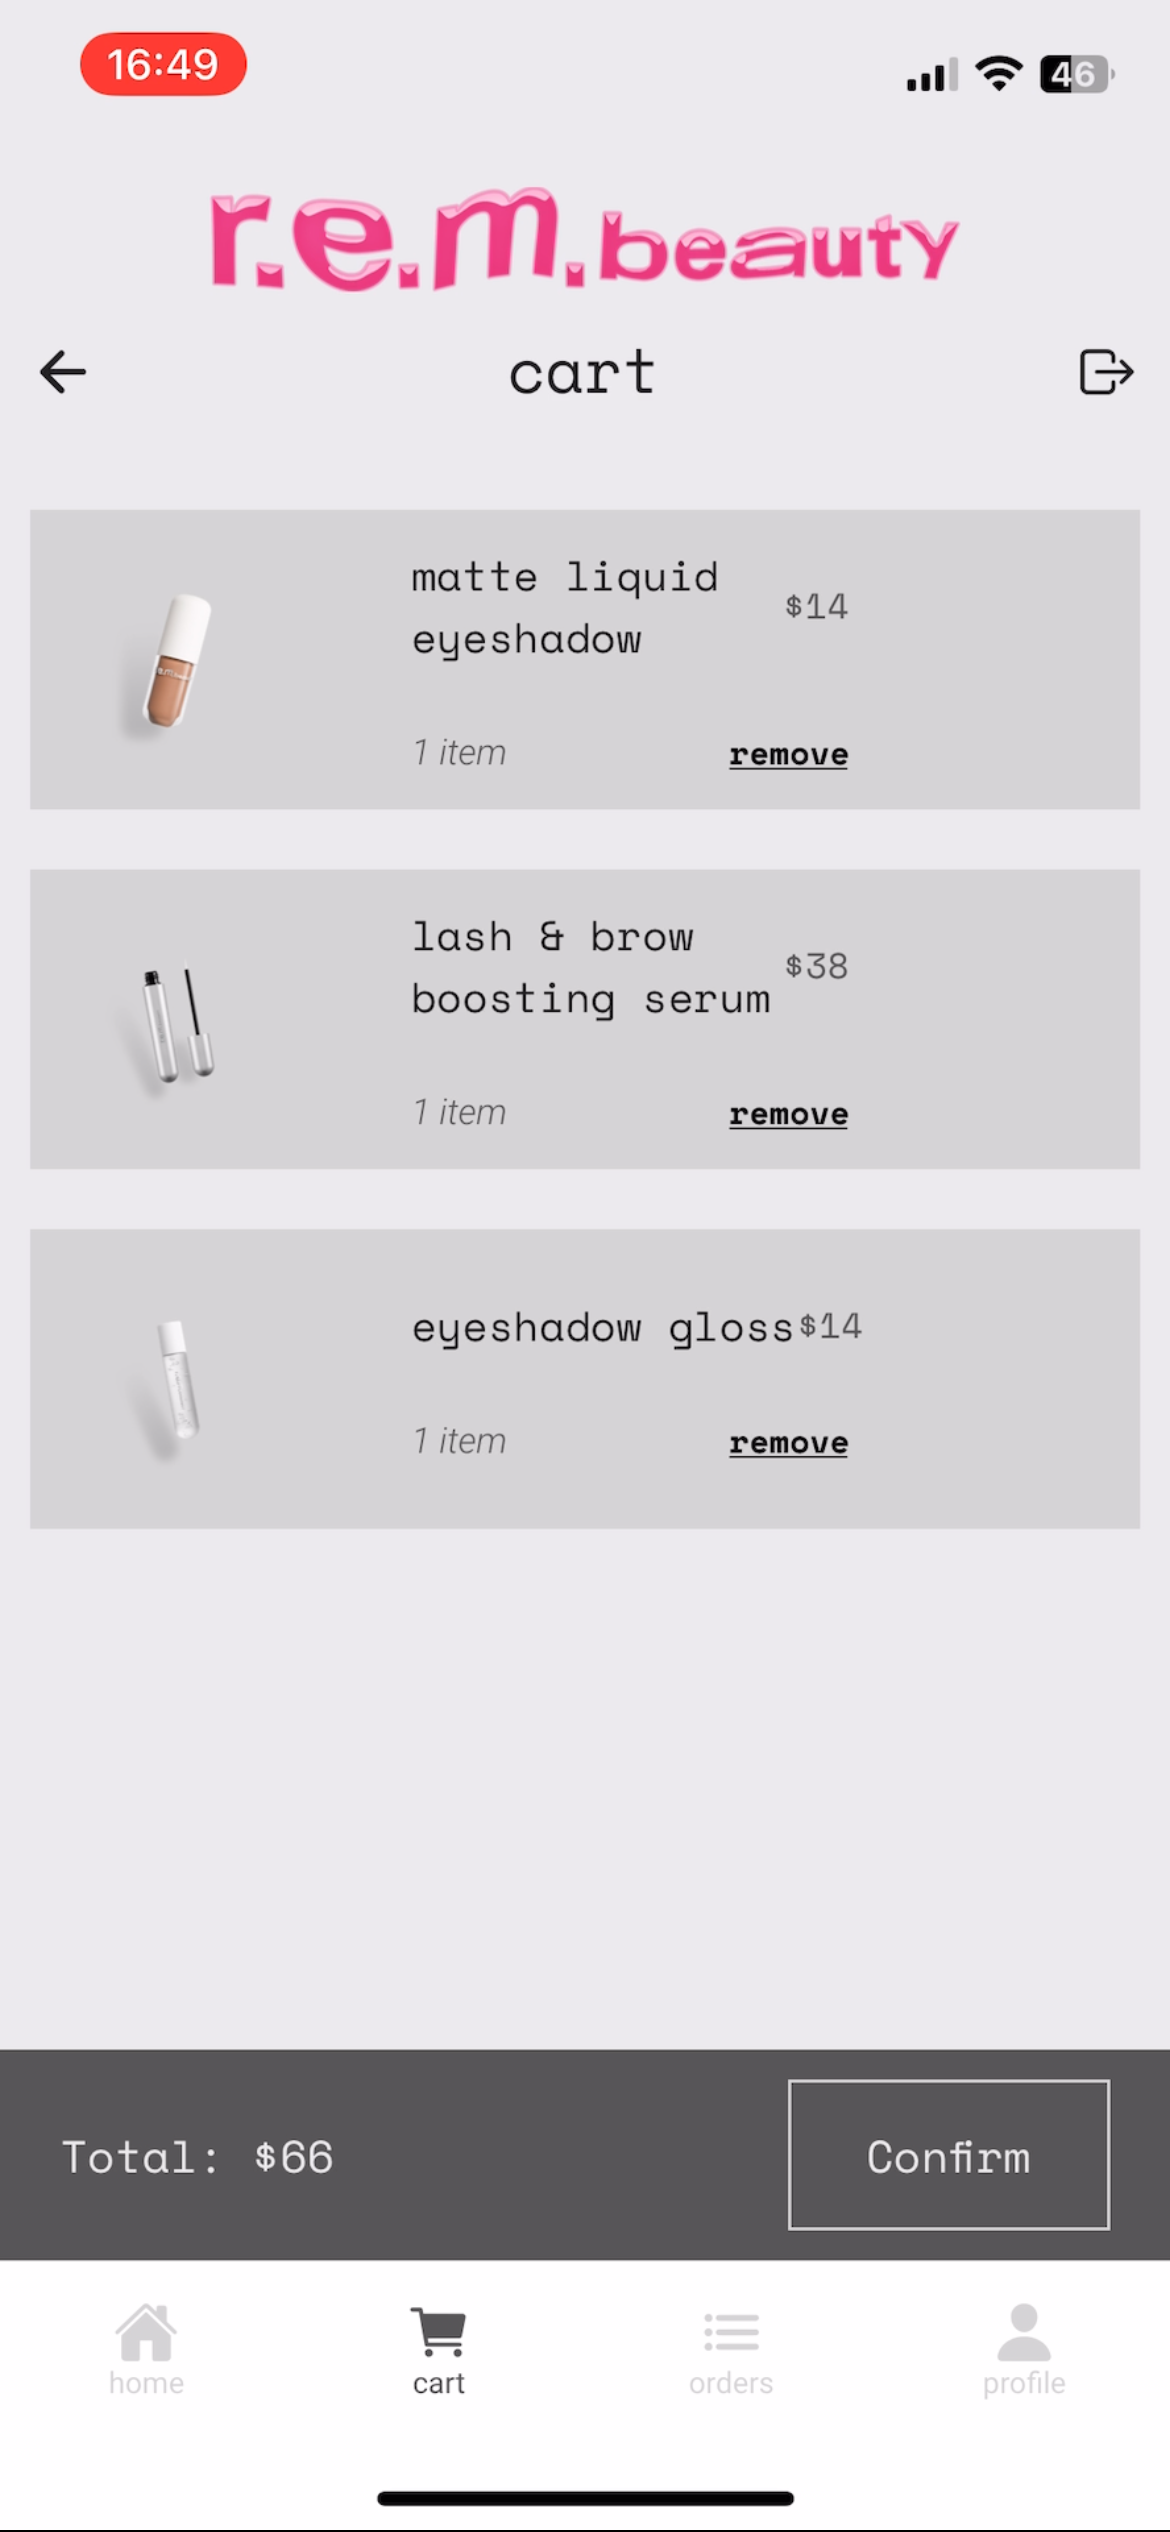 16:49
46
r.e.m.beauty
cart
matte liquid
eyeshadow
$14
1 item
remove
lash & brow
boosting serum
$38
1 item
remove
eyeshadow gloss
$14
1 item
remove
Total: $66
Confirm
home
cart
orders
profile